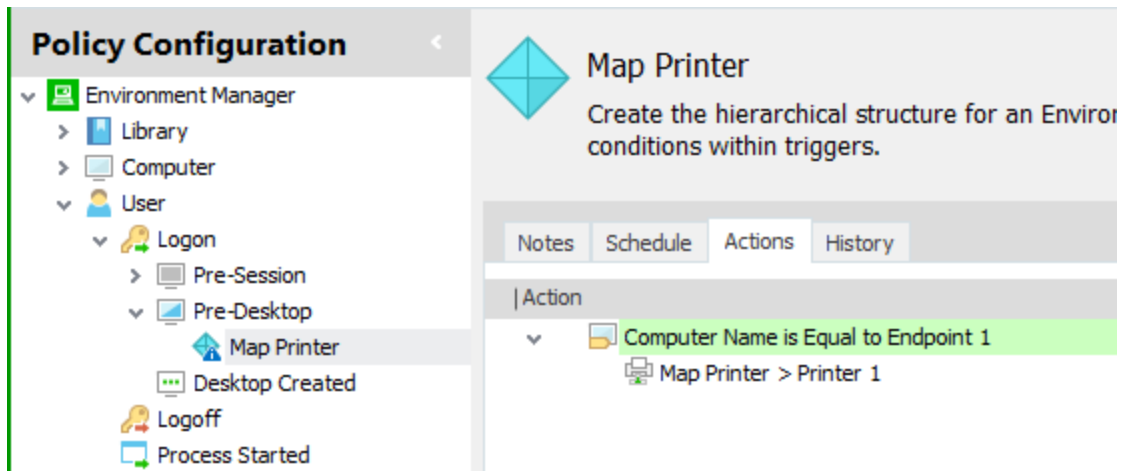 Policy Configuration
Environment Manager
Library
Computer
User
Logon
Pre-Session
Pre-Desktop
Map Printer
Desktop Created
Logoff
Process Started
Map Printer
Create the hierarchical structure for an Enviro
conditions within triggers.
Notes Schedule Actions History
Action
Computer Name is Equal to Endpoint 1
Map Printer > Printer 1